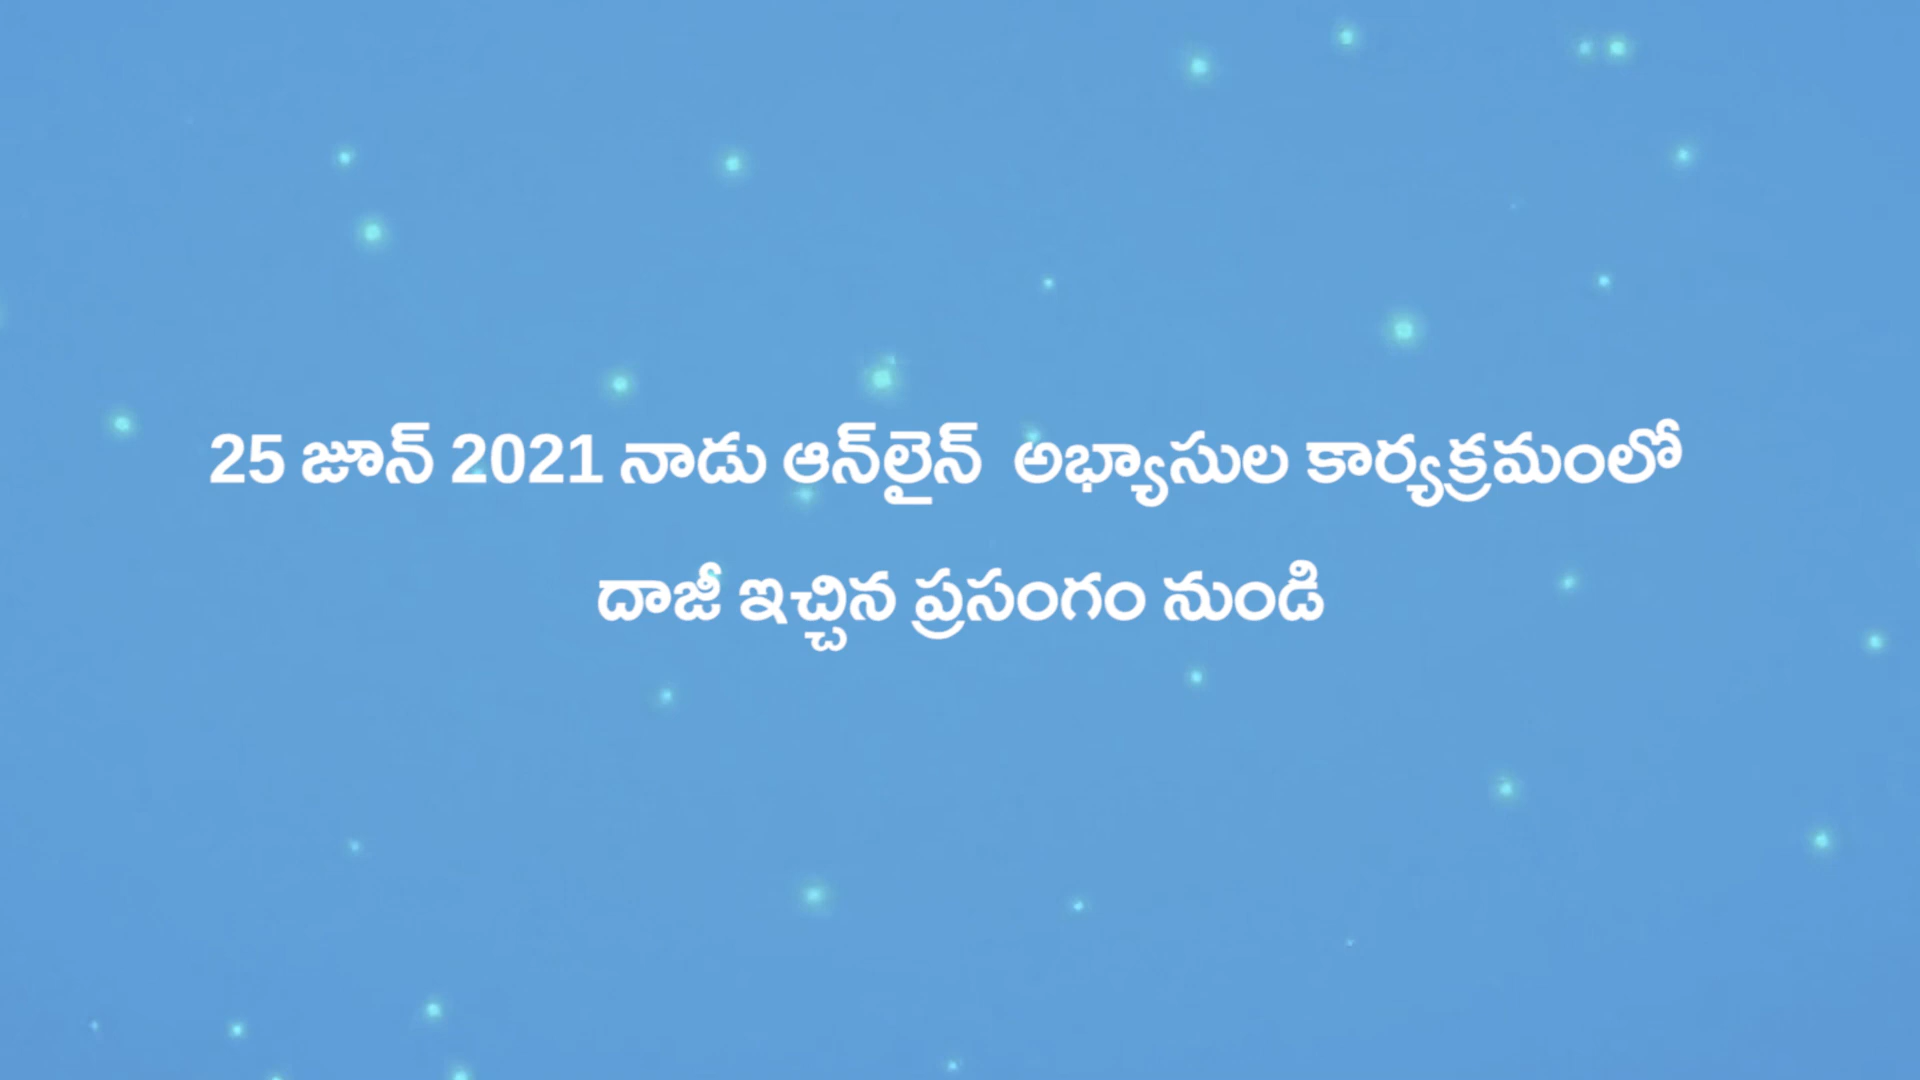 25 జూన్ 2021 నాడు ఆన్‌లైన్ అభ్యాసుల కార్యక్రమంలో
దాజీ ఇచ్చిన ప్రసంగం నుండి